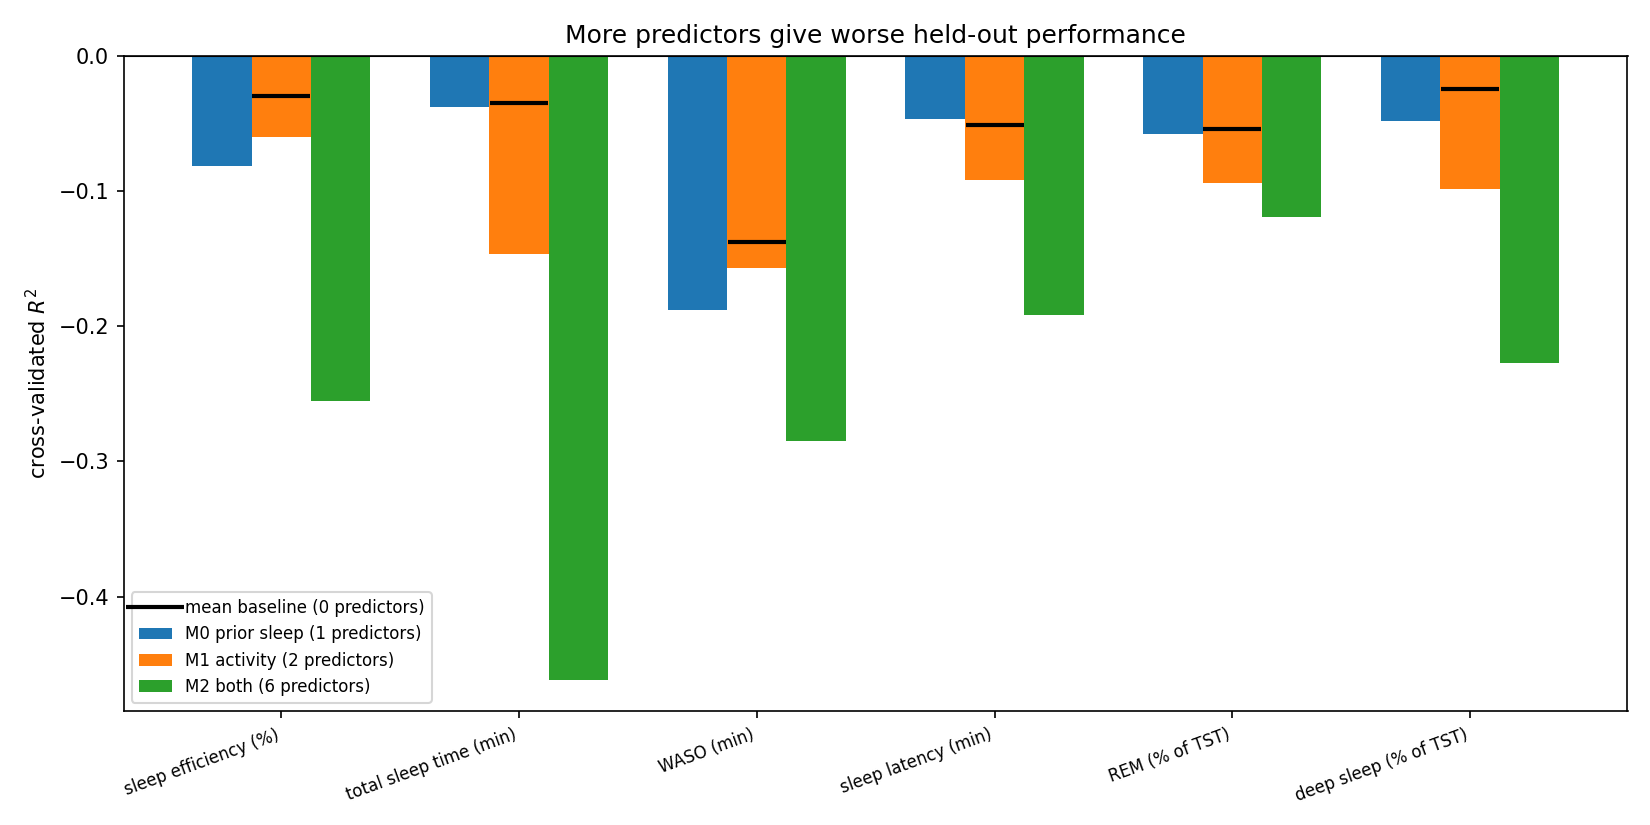 More predictors give worse held-out performance
cross-validated R²
0.0
−0.1
−0.2
−0.3
−0.4
mean baseline (0 predictors)
M0 prior sleep (1 predictors)
M1 activity (2 predictors)
M2 both (6 predictors)
sleep efficiency (%)
total sleep time (min)
WASO (min)
sleep latency (min)
REM (% of TST)
deep sleep (% of TST)